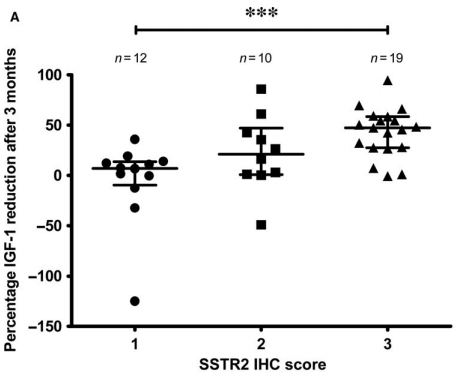 A
***
n = 12
n = 10
n = 19
Percentage IGF-1 reduction after 3 months
100
50
0
−50
−100
−150
1
2
3
SSTR2 IHC score